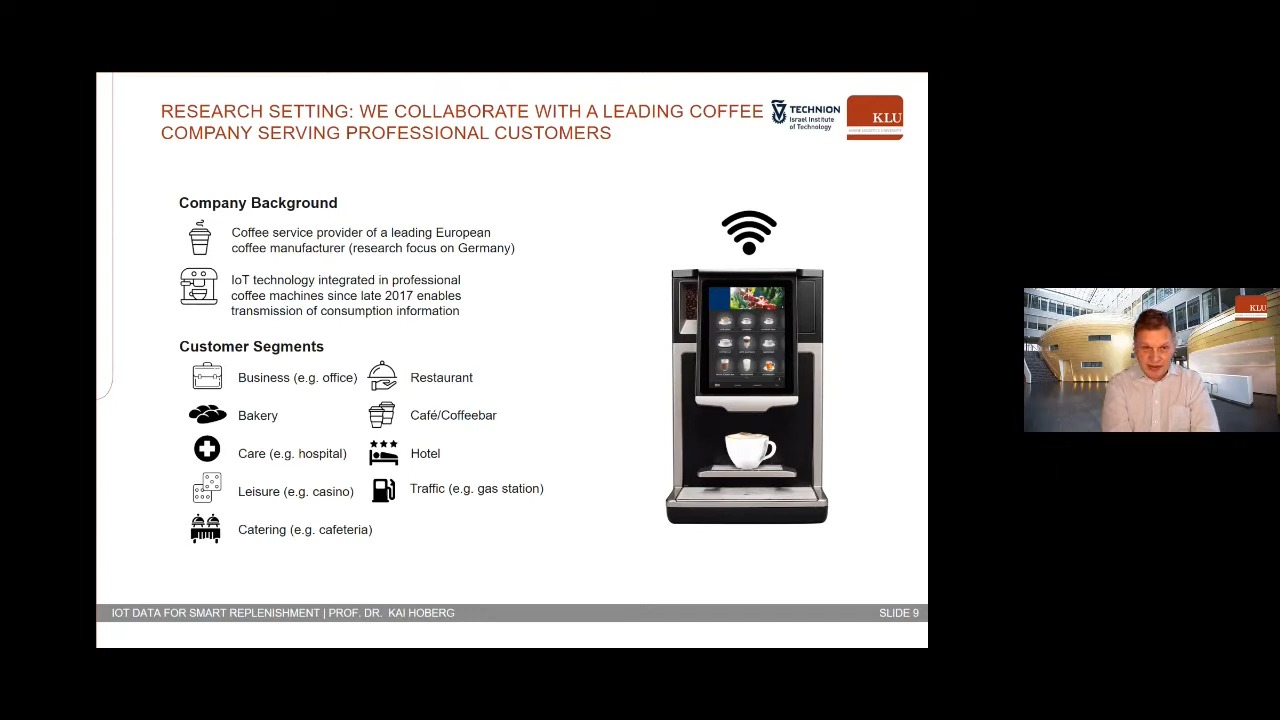 RESEARCH SETTING: WE COLLABORATE WITH A LEADING COFFEE
COMPANY SERVING PROFESSIONAL CUSTOMERS
TECHNION
Israel Institute
of Technology
KLU
Company Background
Coffee service provider of a leading European
coffee manufacturer (research focus on Germany)
IoT technology integrated in professional
coffee machines since late 2017 enables
transmission of consumption information
Customer Segments
Business (e.g. office)
Restaurant
Bakery
Café/Coffeebar
Care (e.g. hospital)
Hotel
Leisure (e.g. casino)
Traffic (e.g. gas station)
Catering (e.g. cafeteria)
IOT DATA FOR SMART REPLENISHMENT | PROF. DR. KAI HOBERG
SLIDE 9
KLU